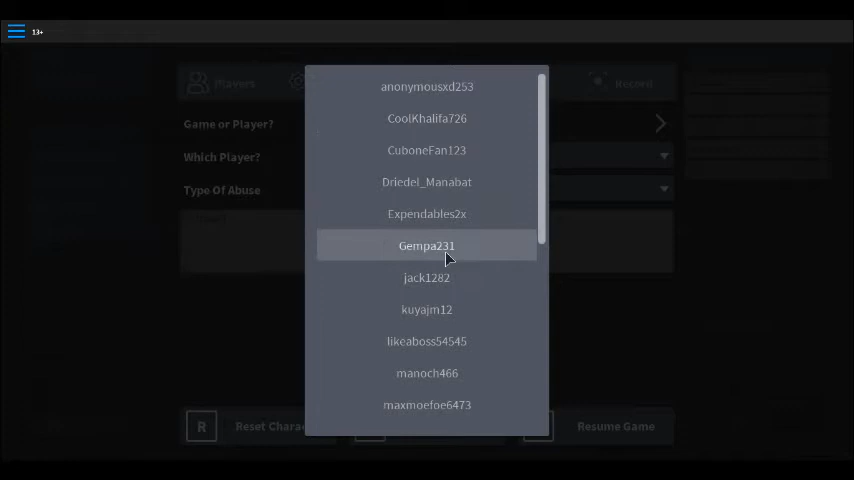 13+
Players
Record
Game or Player?
Which Player?
Type Of Abuse
anonymousxd253
CoolKhalifa726
CuboneFan123
Driedel_Manabat
Expendables2x
Gempa231
jack1282
kuyajm12
likeaboss54545
manoch466
maxmoefoe6473
R
Reset Charac
Resume Game